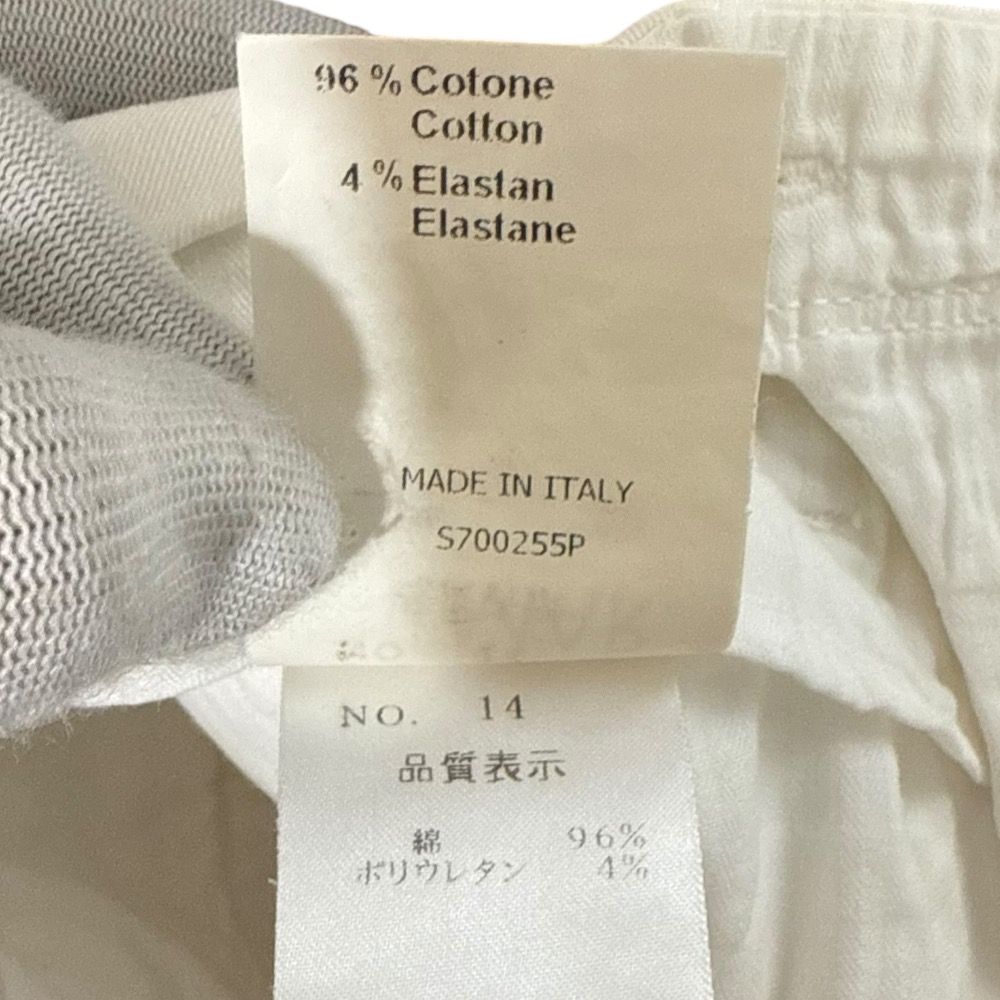 96 % Cotone
Cotton
4 % Elastan
Elastane
MADE IN ITALY
S700255P
NO. 14
品質表示
綿 96%
ポリウレタン 4%